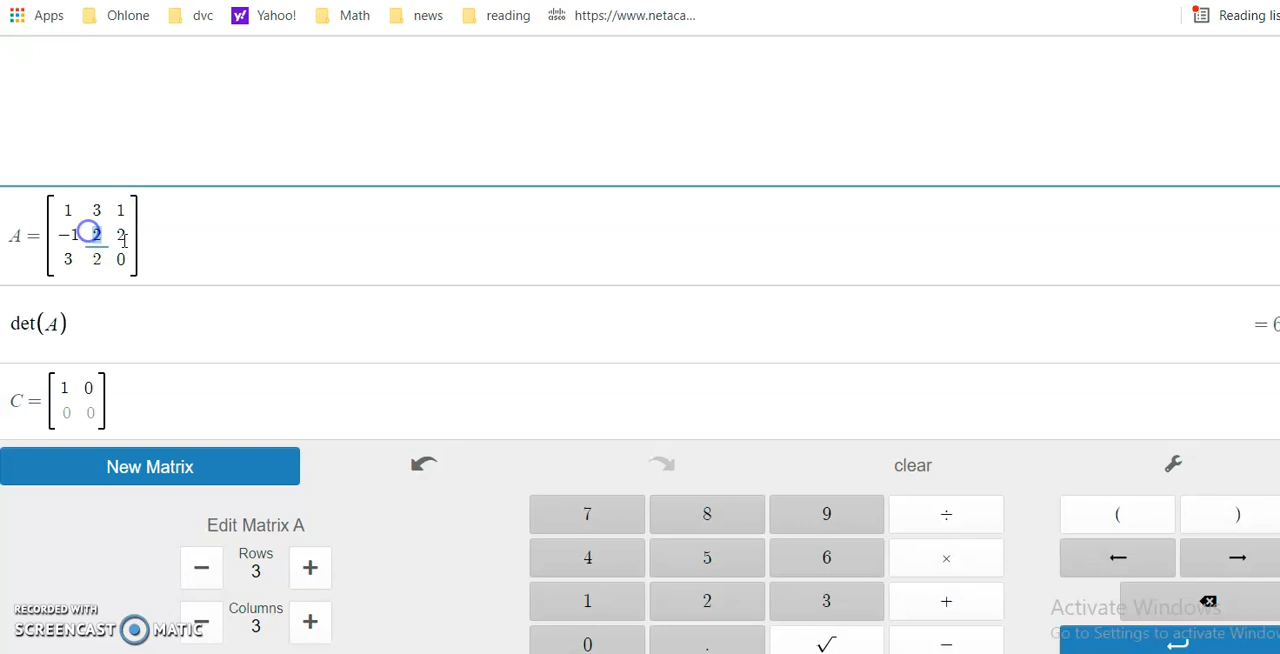 Apps Ohlone dvc y! Yahoo! Math news reading cisco https://www.netaca... Reading lis
1 3 1
A = −1 2 2
3 2 0
det(A) = 6
1 0
C =
0 0
New Matrix clear
Edit Matrix A
Rows
− 3 +
Columns
− 3 +
7 8 9 ÷ ( )
4 5 6 × ← →
1 2 3 +
0 . √ −
RECORDED WITH
SCREENCAST MATIC
Activate Windows
Go to Settings to activate Windo